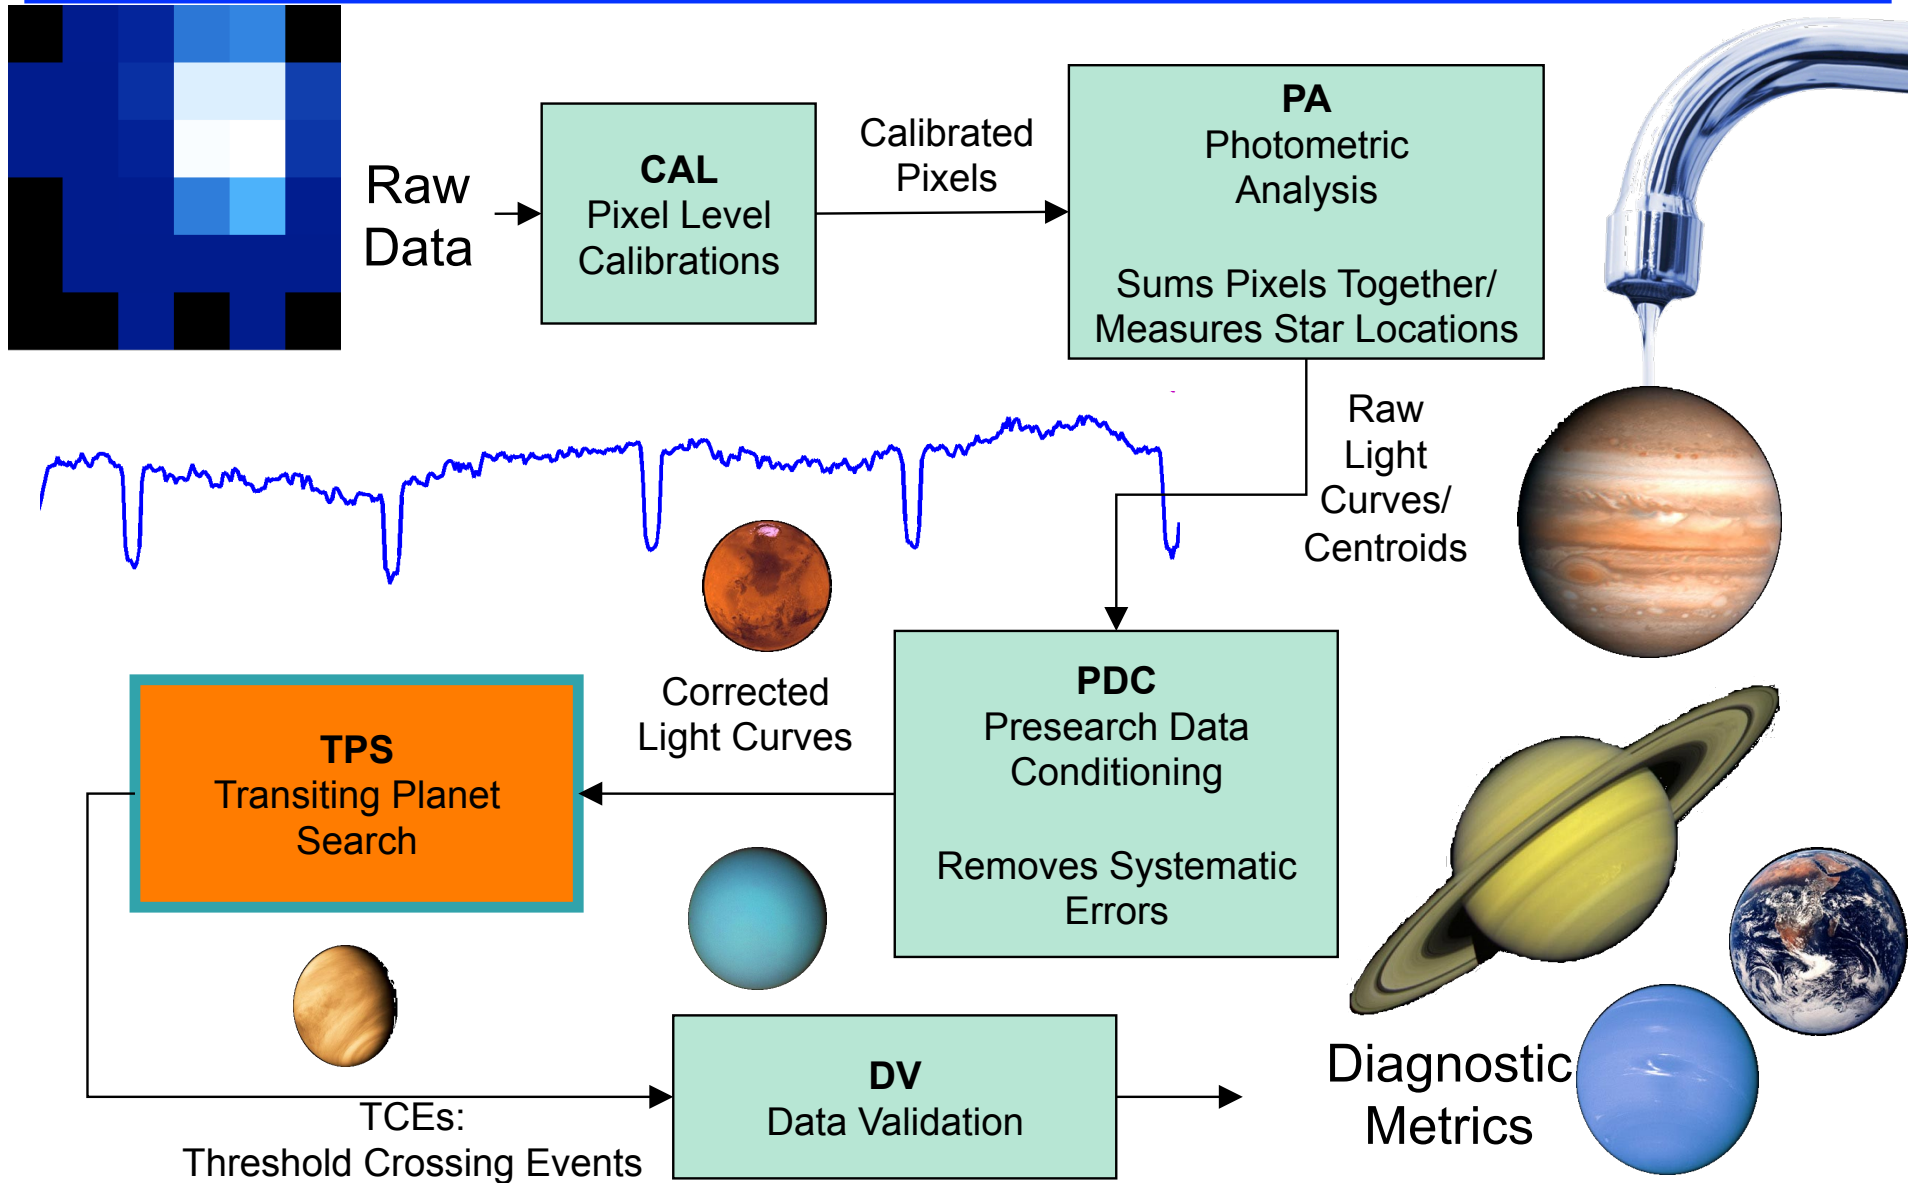 Raw
Data
CAL
Pixel Level
Calibrations
Calibrated
Pixels
PA
Photometric
Analysis
Sums Pixels Together/
Measures Star Locations
Raw
Light
Curves/
Centroids
PDC
Presearch Data
Conditioning
Removes Systematic
Errors
Corrected
Light Curves
TPS
Transiting Planet
Search
TCEs:
Threshold Crossing Events
DV
Data Validation
Diagnostic
Metrics